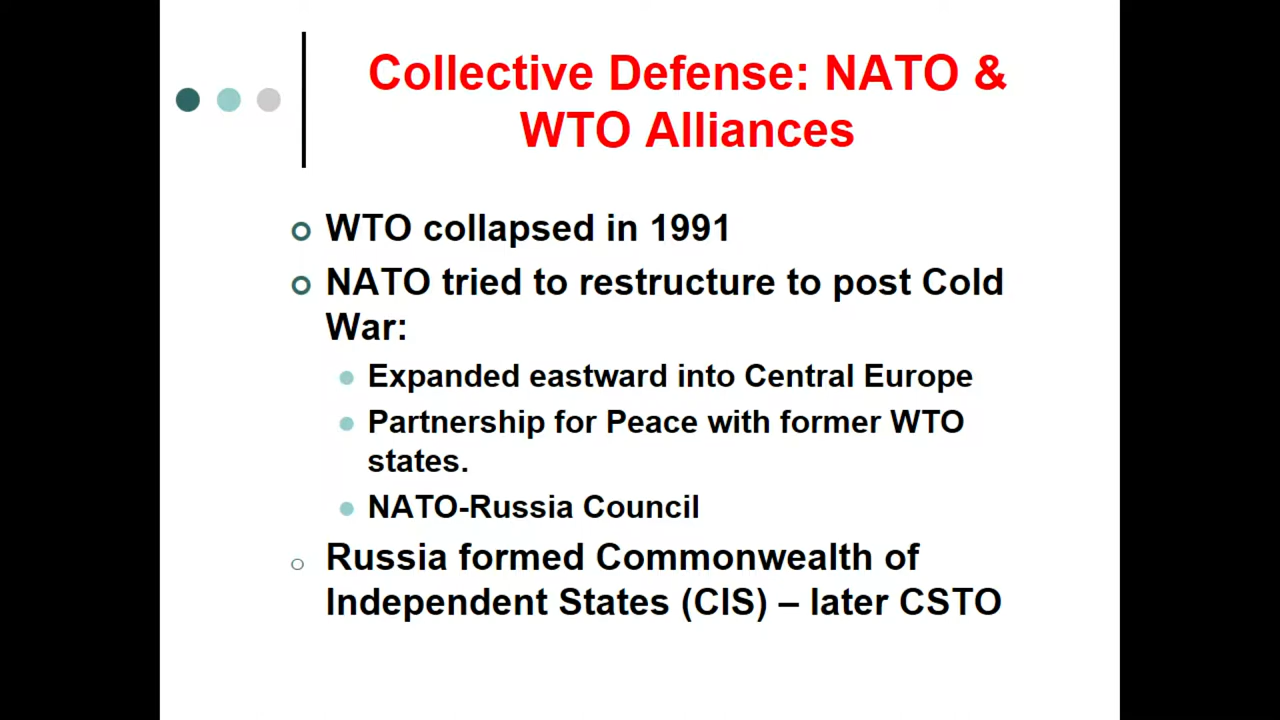 Collective Defense: NATO &
WTO Alliances
WTO collapsed in 1991
NATO tried to restructure to post Cold
War:
Expanded eastward into Central Europe
Partnership for Peace with former WTO
states.
NATO-Russia Council
Russia formed Commonwealth of
Independent States (CIS) – later CSTO